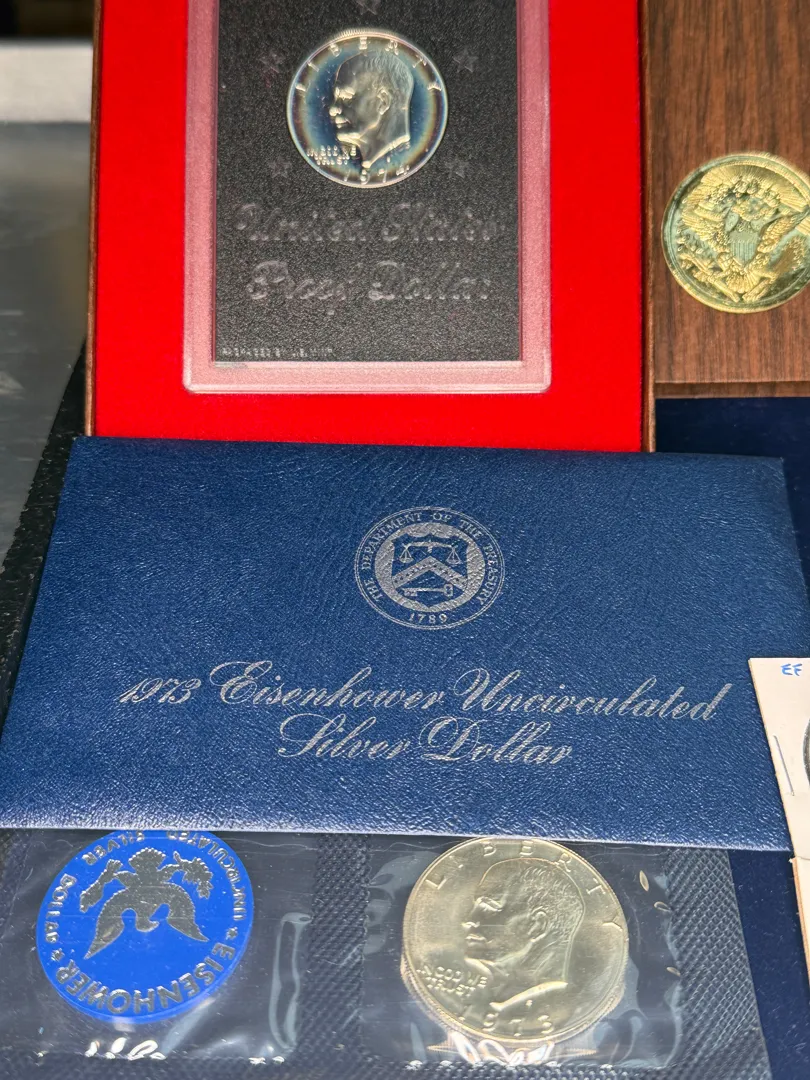 LIBERTY
IN GOD WE
TRUST
1974
United States
Proof Dollar
THE DEPARTMENT OF THE TREASURY
1789
1973 Eisenhower Uncirculated
Silver Dollar
EISENHOWER
UNCIRCULATED SILVER DOLLAR
LIBERTY
IN GOD WE
TRUST
1973